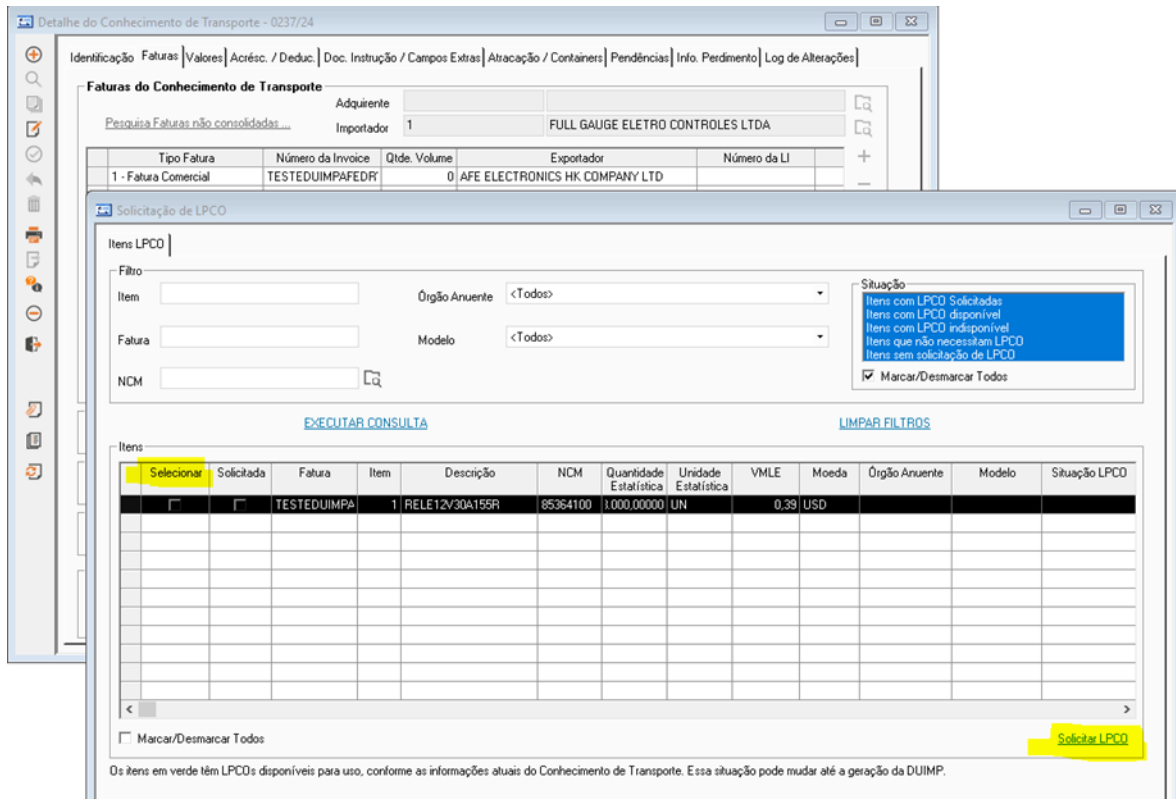 Detalhe do Conhecimento de Transporte - 0237/24
Identificação Faturas Valores Acrésc. / Deduc. Doc. Instrução / Campos Extras Atracação / Containers Pendências Info. Perdimento Log de Alterações
Faturas do Conhecimento de Transporte
Adquirente
Pesquisa Faturas não consolidadas ... Importador 1 FULL GAUGE ELETRO CONTROLES LTDA
Tipo Fatura Número da Invoice Qtde. Volume Exportador Número da LI
1 - Fatura Comercial TESTEDUIMPAFEDRY 0 AFE ELECTRONICS HK COMPANY LTD
Solicitação de LPCO
Itens LPCO
Filtro
Item Órgão Anuente <Todos>
Fatura Modelo <Todos>
NCM
Situação
Itens com LPCO Solicitadas
Itens com LPCO disponível
Itens com LPCO indisponível
Itens que não necessitam LPCO
Itens sem solicitação de LPCO
Marcar/Desmarcar Todos
EXECUTAR CONSULTA LIMPAR FILTROS
Itens
Selecionar Solicitada Fatura Item Descrição NCM Quantidade Estatística Unidade Estatística VMLE Moeda Órgão Anuente Modelo Situação LPCO
TESTEDUIMPA 1 RELE12V30A155R 85364100 .000,00000 UN 0,39 USD
Marcar/Desmarcar Todos Solicitar LPCO
Os itens em verde têm LPCOs disponíveis para uso, conforme as informações atuais do Conhecimento de Transporte. Essa situação pode mudar até a geração da DUIMP.